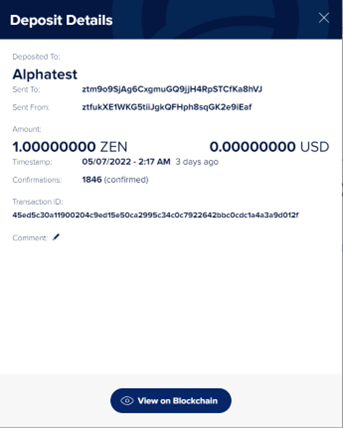 Deposit Details
Deposited To:
Alphatest
Sent To: ztm9o9SjAg6CxgmuGQ9jjH4RpSTCfKa8hVJ
Sent From: ztfukXE1WKG5tiiJgkQFHph8sqGK2e9iEaf
Amount:
1.00000000 ZEN 0.00000000 USD
Timestamp: 05/07/2022 - 2:17 AM 3 days ago
Confirmations: 1846 (confirmed)
Transaction ID:
45ed5c30a11900204c9ed15e50ca2995c34c0c7922642bbc0cdc1a4a3a9d012f
Comment:
View on Blockchain